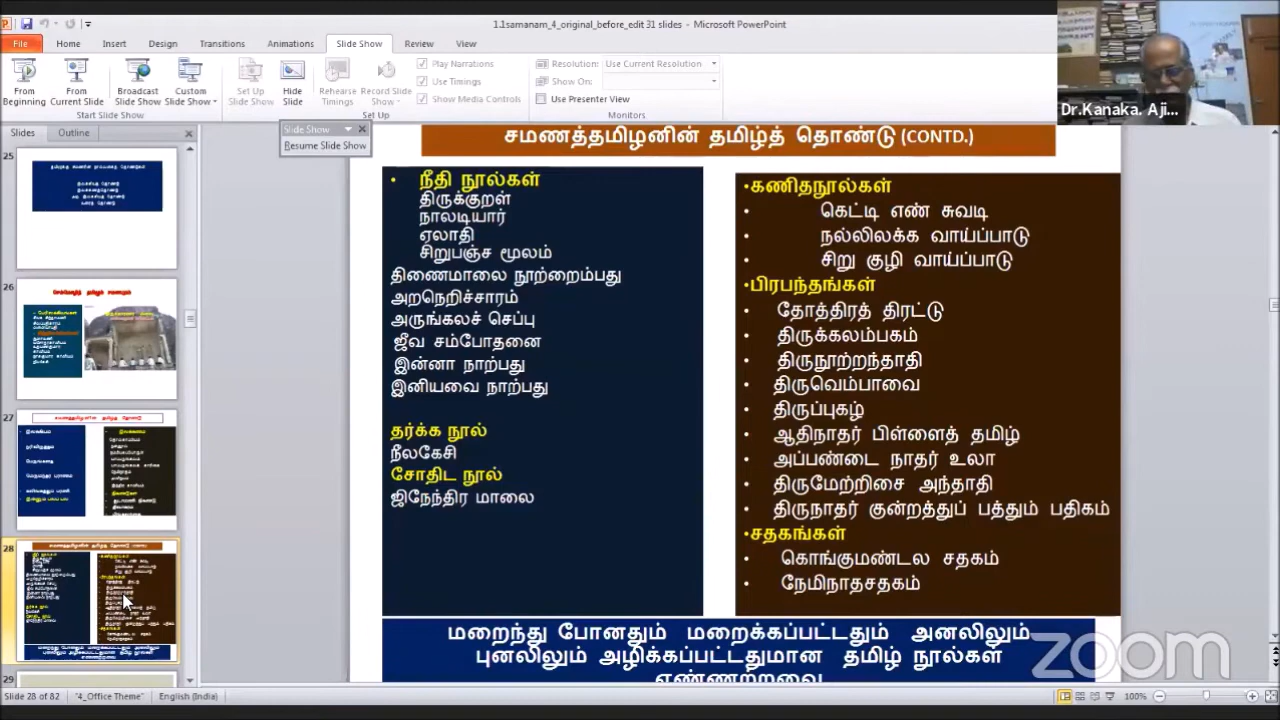 1.1samanam_4_original_before_edit 31 slides - Microsoft PowerPoint
File Home Insert Design Transitions Animations Slide Show Review View
From Beginning
From Current Slide
Broadcast Slide Show
Custom Slide Show
Set Up Slide Show
Hide Slide
Rehearse Timings
Record Slide Show
Play Narrations
Use Timings
Show Media Controls
Resolution: Use Current Resolution
Show On:
Use Presenter View
Start Slide Show
Set Up
Monitors
Dr.Kanaka. Aji...
Slides Outline
Slide Show
Resume Slide Show
25
26
27
28
29
சமணத்தமிழனின் தமிழ்த் தொண்டு (CONTD.)
• நீதி நூல்கள்
திருக்குறள்
நாலடியார்
ஏலாதி
சிறுபஞ்ச மூலம்
திணைமாலை நூற்றைம்பது
அறநெறிச்சாரம்
அருங்கலச் செப்பு
ஜீவ சம்போதனை
இன்னா நாற்பது
இனியவை நாற்பது
தர்க்க நூல்
நீலகேசி
சோதிட நூல்
ஜினேந்திர மாலை
•கணிதநூல்கள்
• கெட்டி எண் சுவடி
• நல்லிலக்க வாய்ப்பாடு
• சிறு குழி வாய்ப்பாடு
•பிரபந்தங்கள்
• தோத்திரத் திரட்டு
• திருக்கலம்பகம்
• திருநூற்றந்தாதி
• திருவெம்பாவை
• திருப்புகழ்
• ஆதிநாதர் பிள்ளைத் தமிழ்
• அப்பண்டை நாதர் உலா
• திருமேற்றிசை அந்தாதி
• திருநாதர் குன்றத்துப் பத்தும் பதிகம்
•சதகங்கள்
• கொங்குமண்டல சதகம்
• நேமிநாதசதகம்
மறைந்து போனதும் மறைக்கப்பட்டதும் அனலிலும்
புனலிலும் அழிக்கப்பட்டதுமான தமிழ் நூல்கள்
எண்ணற்றவை
zoom
Slide 28 of 82 "4_Office Theme" English (India) 100%